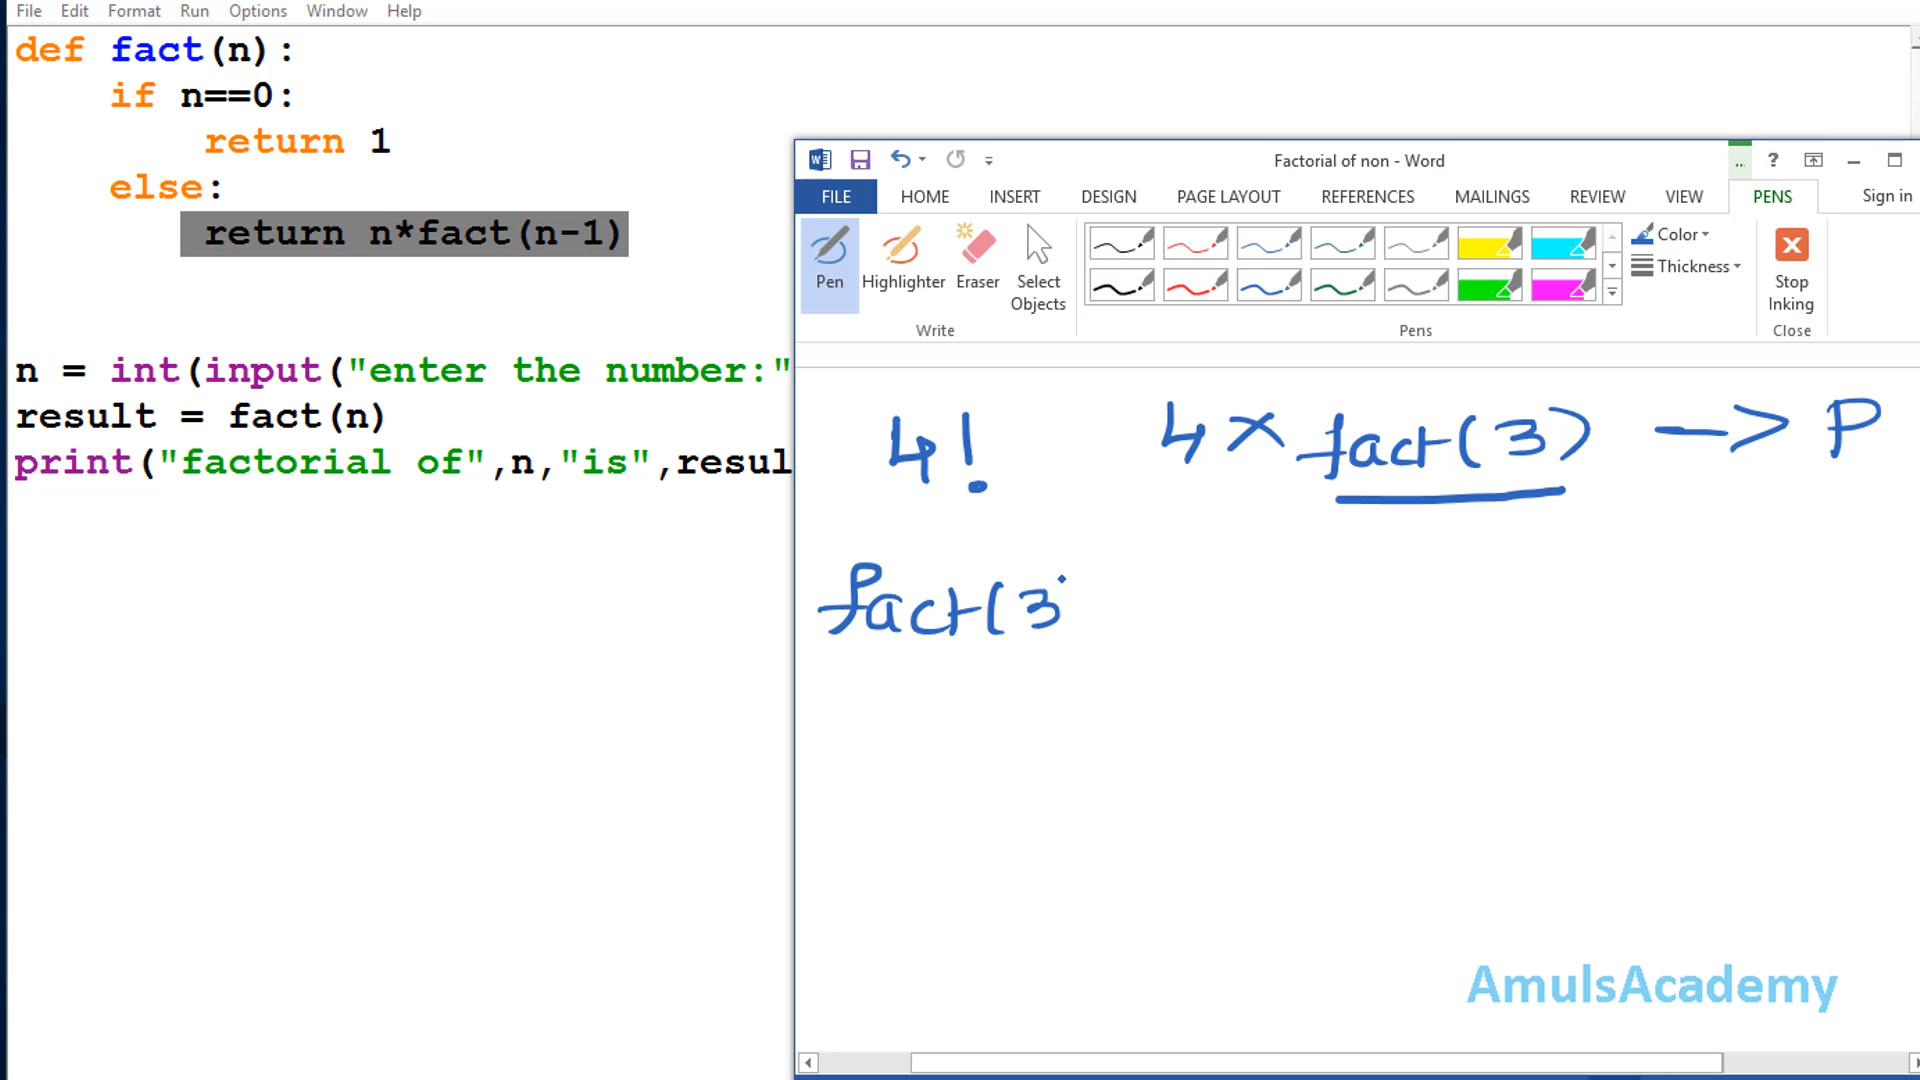 File Edit Format Run Options Window Help
def fact(n):
if n==0:
return 1
else:
return n*fact(n-1)
n = int(input("enter the number:"
result = fact(n)
print("factorial of",n,"is",resul
Factorial of non - Word
... ?
FILE HOME INSERT DESIGN PAGE LAYOUT REFERENCES MAILINGS REVIEW VIEW PENS Sign in
Pen Highlighter Eraser Select Objects
Color
Thickness
Stop Inking
Write Pens Close
4! 4 × fact(3) —> P
fact(3
AmulsAcademy